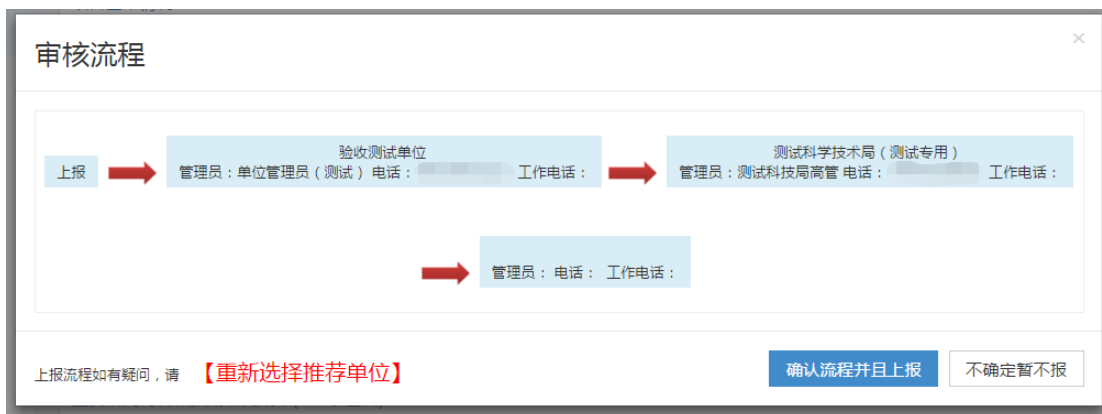 审核流程
×
上报
验收测试单位
管理员：单位管理员（测试）电话： 工作电话：
测试科学技术局（测试专用）
管理员：测试科技局高管 电话： 工作电话：
管理员： 电话： 工作电话：
上报流程如有疑问，请 【重新选择推荐单位】
确认流程并且上报
不确定暂不报